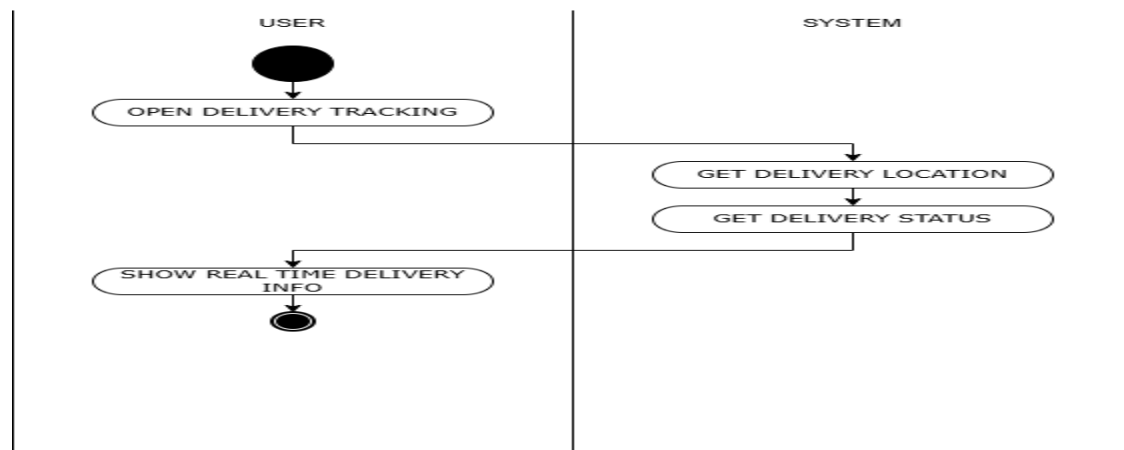 USER
SYSTEM
OPEN DELIVERY TRACKING
GET DELIVERY LOCATION
GET DELIVERY STATUS
SHOW REAL TIME DELIVERY
INFO